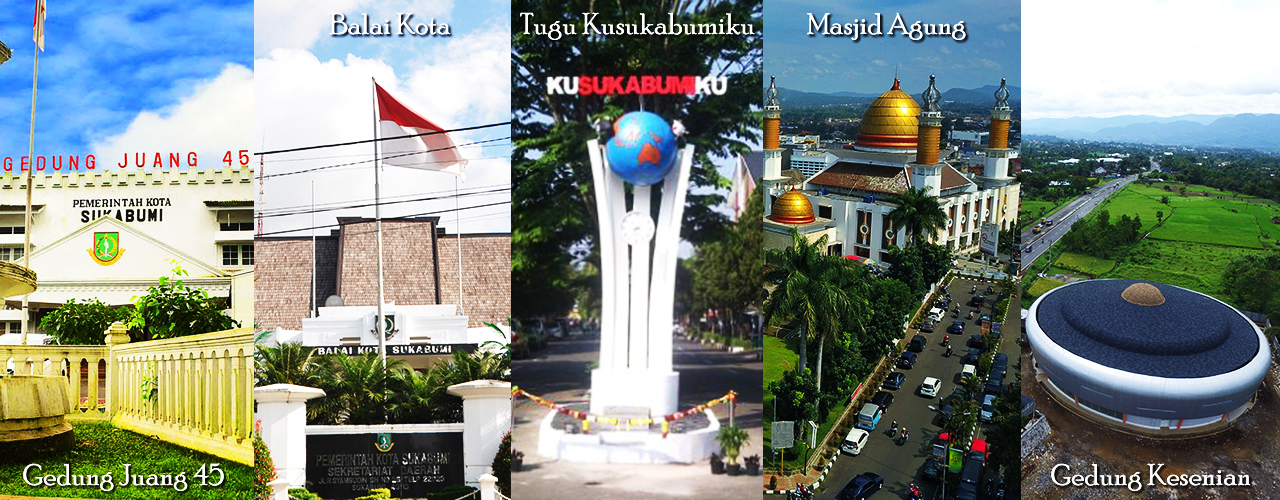 GEDUNG JUANG 45
PEMERINTAH KOTA
SUKABUMI
Gedung Juang 45
Balai Kota
BALAI KOTA SUKABUMI
PEMERINTAH KOTA SUKABUMI
SEKRETARIAT DAERAH
Tugu Kusukabumiku
KUSUKABUMIKU
Masjid Agung
Gedung Kesenian